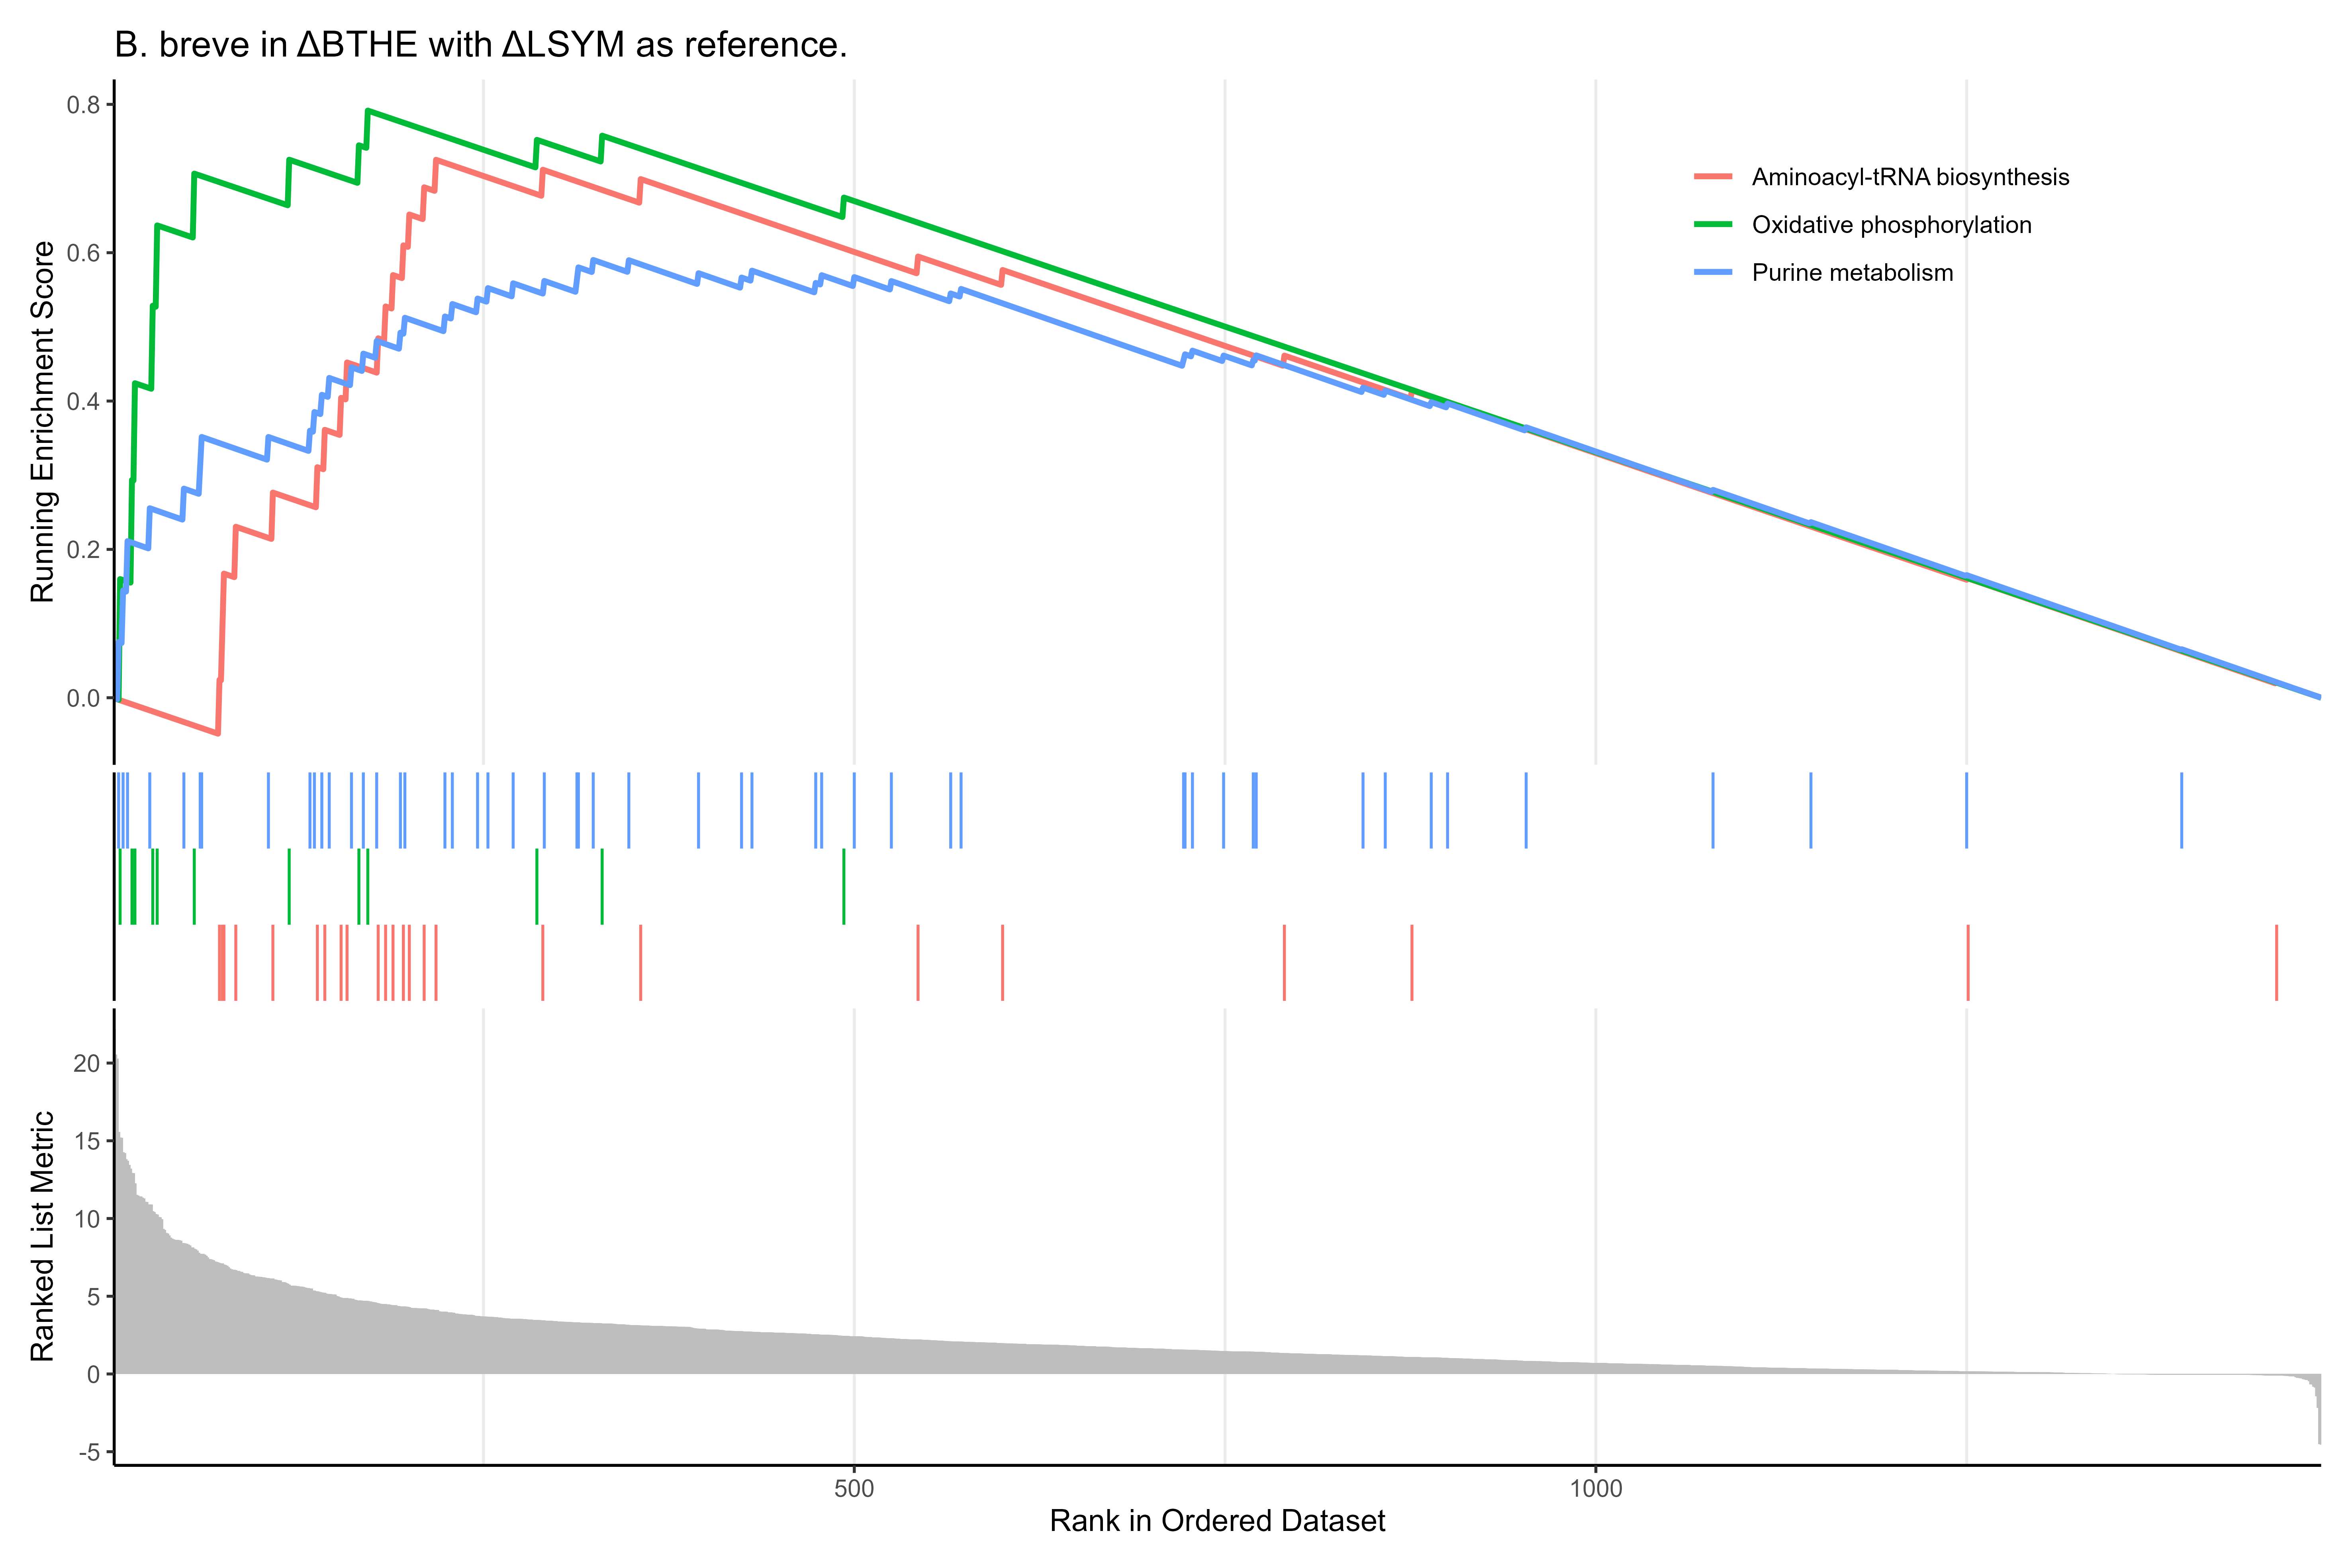 B. breve in ΔBTHE with ΔLSYM as reference.
Running Enrichment Score
0.8
0.6
0.4
0.2
0.0
Aminoacyl-tRNA biosynthesis
Oxidative phosphorylation
Purine metabolism
Ranked List Metric
20
15
10
5
0
-5
500
1000
Rank in Ordered Dataset